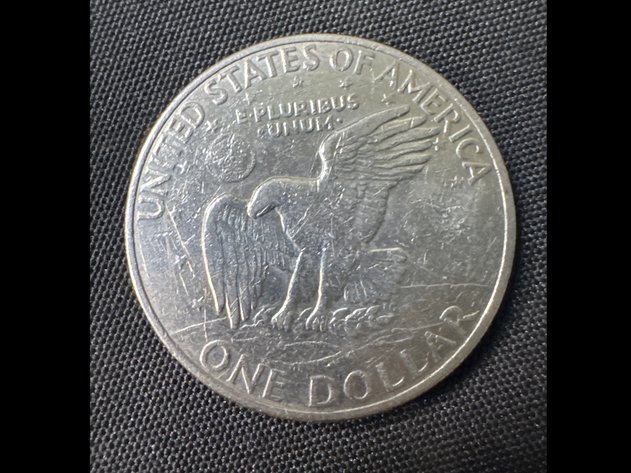 UNITED STATES OF AMERICA
E·PLURIBUS
UNUM·
ONE DOLLAR